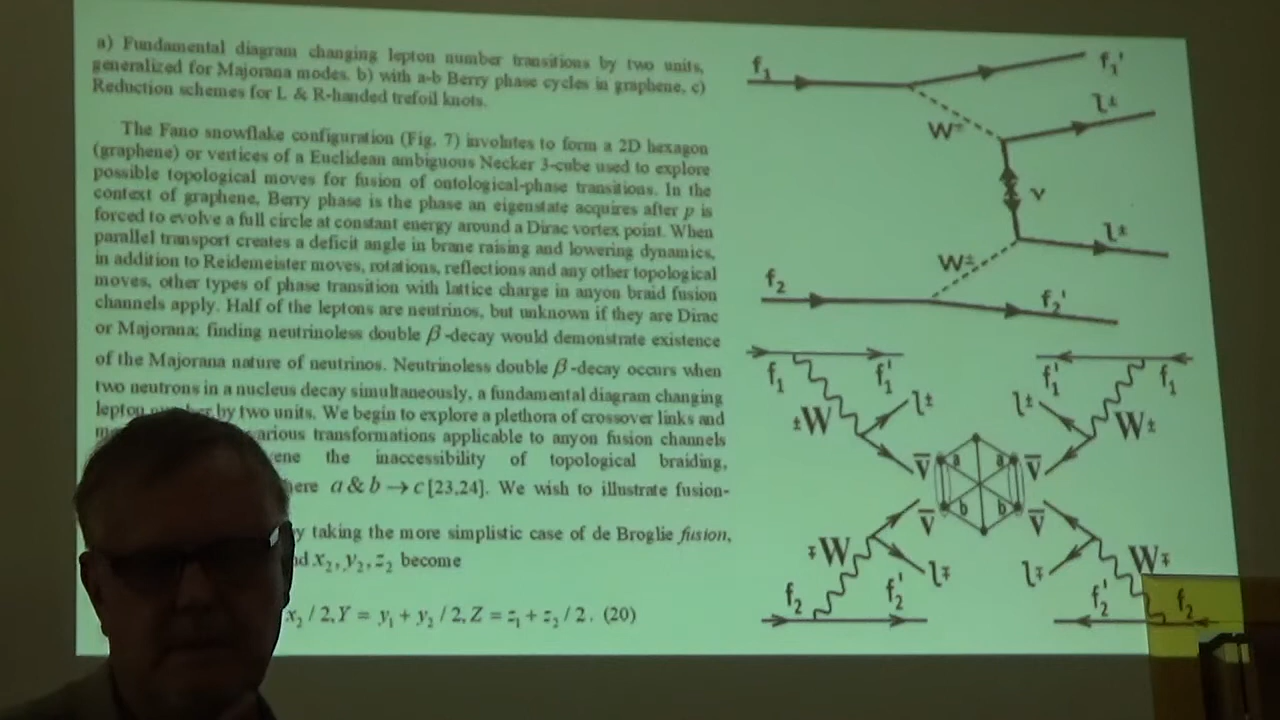 a) Fundamental diagram changing lepton number transitions by two units,
generalized for Majorana modes. b) with a-b Berry phase cycles in graphene, c)
Reduction schemes for L & R-handed trefoil knots.
The Fano snowflake configuration (Fig. 7) involutes to form a 2D hexagon
(graphene) or vertices of a Euclidean ambiguous Necker 3-cube used to explore
possible topological moves for fusion of ontological-phase transitions. In the
context of graphene, Berry phase is the phase an eigenstate acquires after p is
forced to evolve a full circle at constant energy around a Dirac vortex point. When
parallel transport creates a deficit angle in brane raising and lowering dynamics,
in addition to Reidemeister moves, rotations, reflections and any other topological
moves, other types of phase transition with lattice charge in anyon braid fusion
channels apply. Half of the leptons are neutrinos, but unknown if they are Dirac
or Majorana; finding neutrinoless double β-decay would demonstrate existence
of the Majorana nature of neutrinos. Neutrinoless double β-decay occurs when
two neutrons in a nucleus decay simultaneously, a fundamental diagram changing
lepton number by two units. We begin to explore a plethora of crossover links and
arious transformations applicable to anyon fusion channels
ene the inaccessibility of topological braiding,
here a & b → c [23,24]. We wish to illustrate fusion-
y taking the more simplistic case of de Broglie fusion,
nd x₂, y₂, z₂ become
x₂ / 2, Y = y₁ + y₂ / 2, Z = z₁ + z₂ / 2. (20)
f₁ f₁'
l±
W±
ν
l±
W±
f₂ f₂'
f₁ f₁' f₁' f₁
±W l± l± W±
ν̅ a a ν̅
ν̅ b b ν̅
∓W l∓ l∓ W∓
f₂ f₂' f₂' f₂